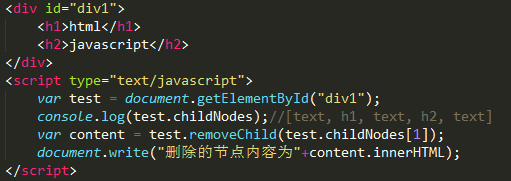 <div id="div1">
    <h1>html</h1>
    <h2>javascript</h2>
</div>
<script type="text/javascript">
    var test = document.getElementById("div1");
    console.log(test.childNodes);//[text, h1, text, h2, text]
    var content = test.removeChild(test.childNodes[1]);
    document.write("删除的节点内容为"+content.innerHTML);
</script>